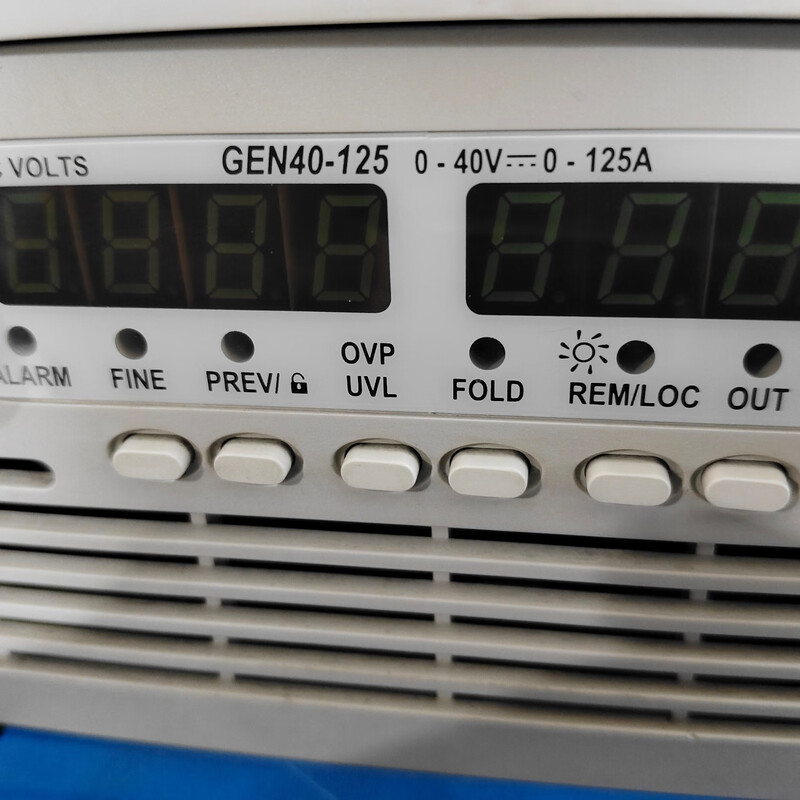 VOLTS GEN40-125 0 - 40V⎓0 - 125A
ALARM FINE PREV/ OVP UVL FOLD REM/LOC OUT